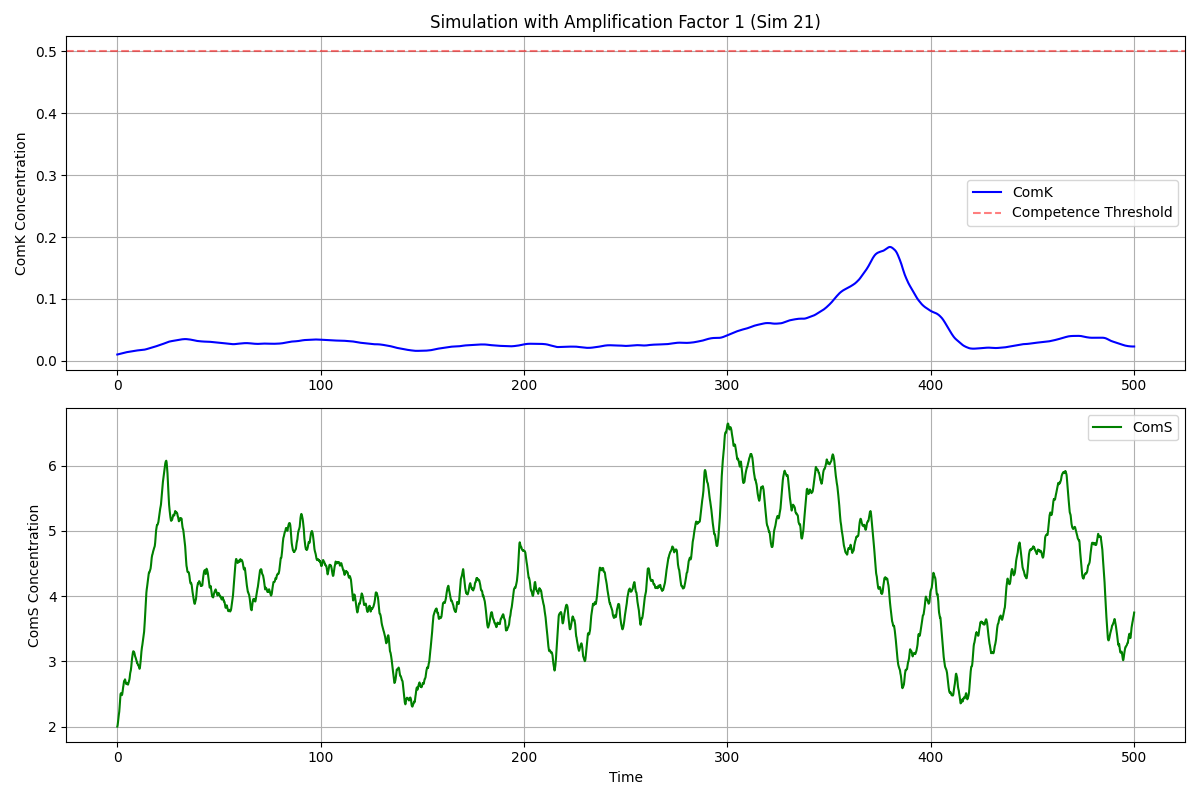 Simulation with Amplification Factor 1 (Sim 21)
ComK Concentration
0.5
0.4
0.3
0.2
0.1
0.0
ComK
Competence Threshold
0 100 200 300 400 500
ComS Concentration
6
5
4
3
2
ComS
0 100 200 300 400 500
Time